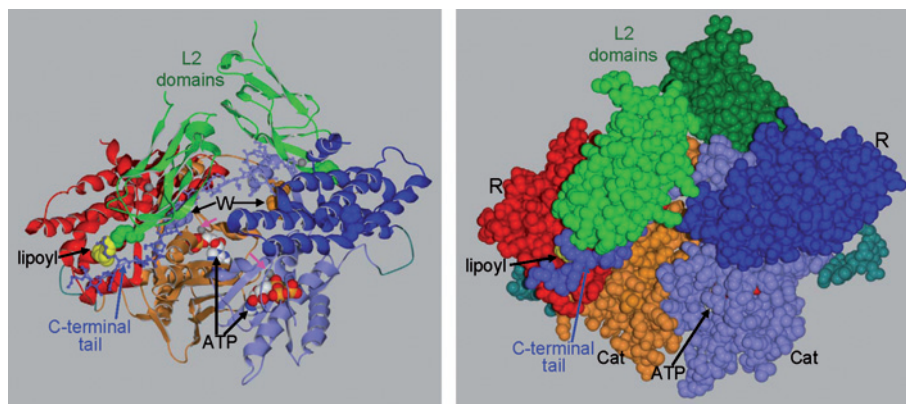 L2
domains
W
lipoyl
C-terminal
tail
ATP
L2
domains
R
R
lipoyl
C-terminal
tail
Cat
ATP
Cat